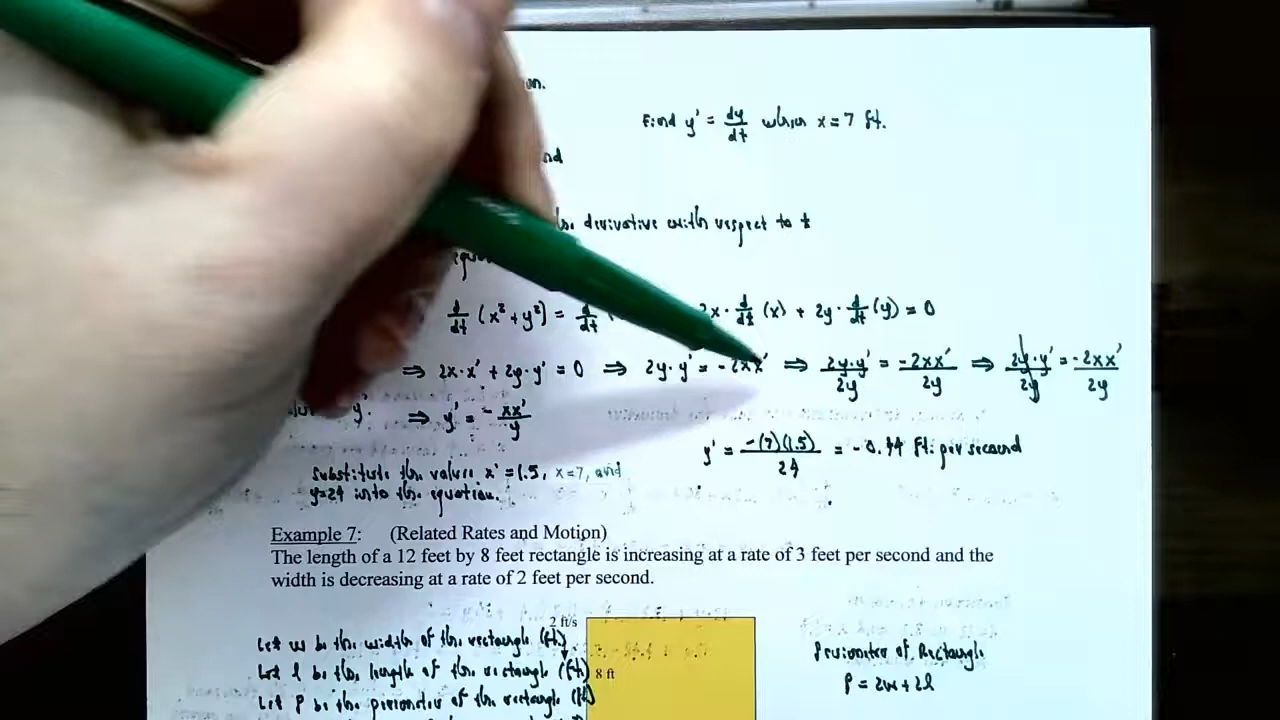 on.
Find y' = dy/dt when x = 7 ft.
nd
the derivative with respect to t
equ
d/dt (x² + y²) = d/dt 2x · d/dt (x) + 2y · d/dt (y) = 0
⇒ 2x·x' + 2y·y' = 0 ⇒ 2y·y' = -2xx' ⇒ 2y·y'/2y = -2xx'/2y ⇒ 2y·y'/2y = -2xx'/2y
y'. ⇒ y' = -xx'/y
y' = -(7)(1.5)/24 = -0.44 ft. per second
Substitute the values x' = 1.5, x=7, and
y=24 into the equation.
Example 7: (Related Rates and Motion)
The length of a 12 feet by 8 feet rectangle is increasing at a rate of 3 feet per second and the
width is decreasing at a rate of 2 feet per second.
2 ft/s
Let w be the width of the rectangle (ft)
Perimeter of Rectangle
Let l be the length of the rectangle (ft)
8 ft
P = 2w + 2l
Let P be the perimeter of the rectangle (ft)